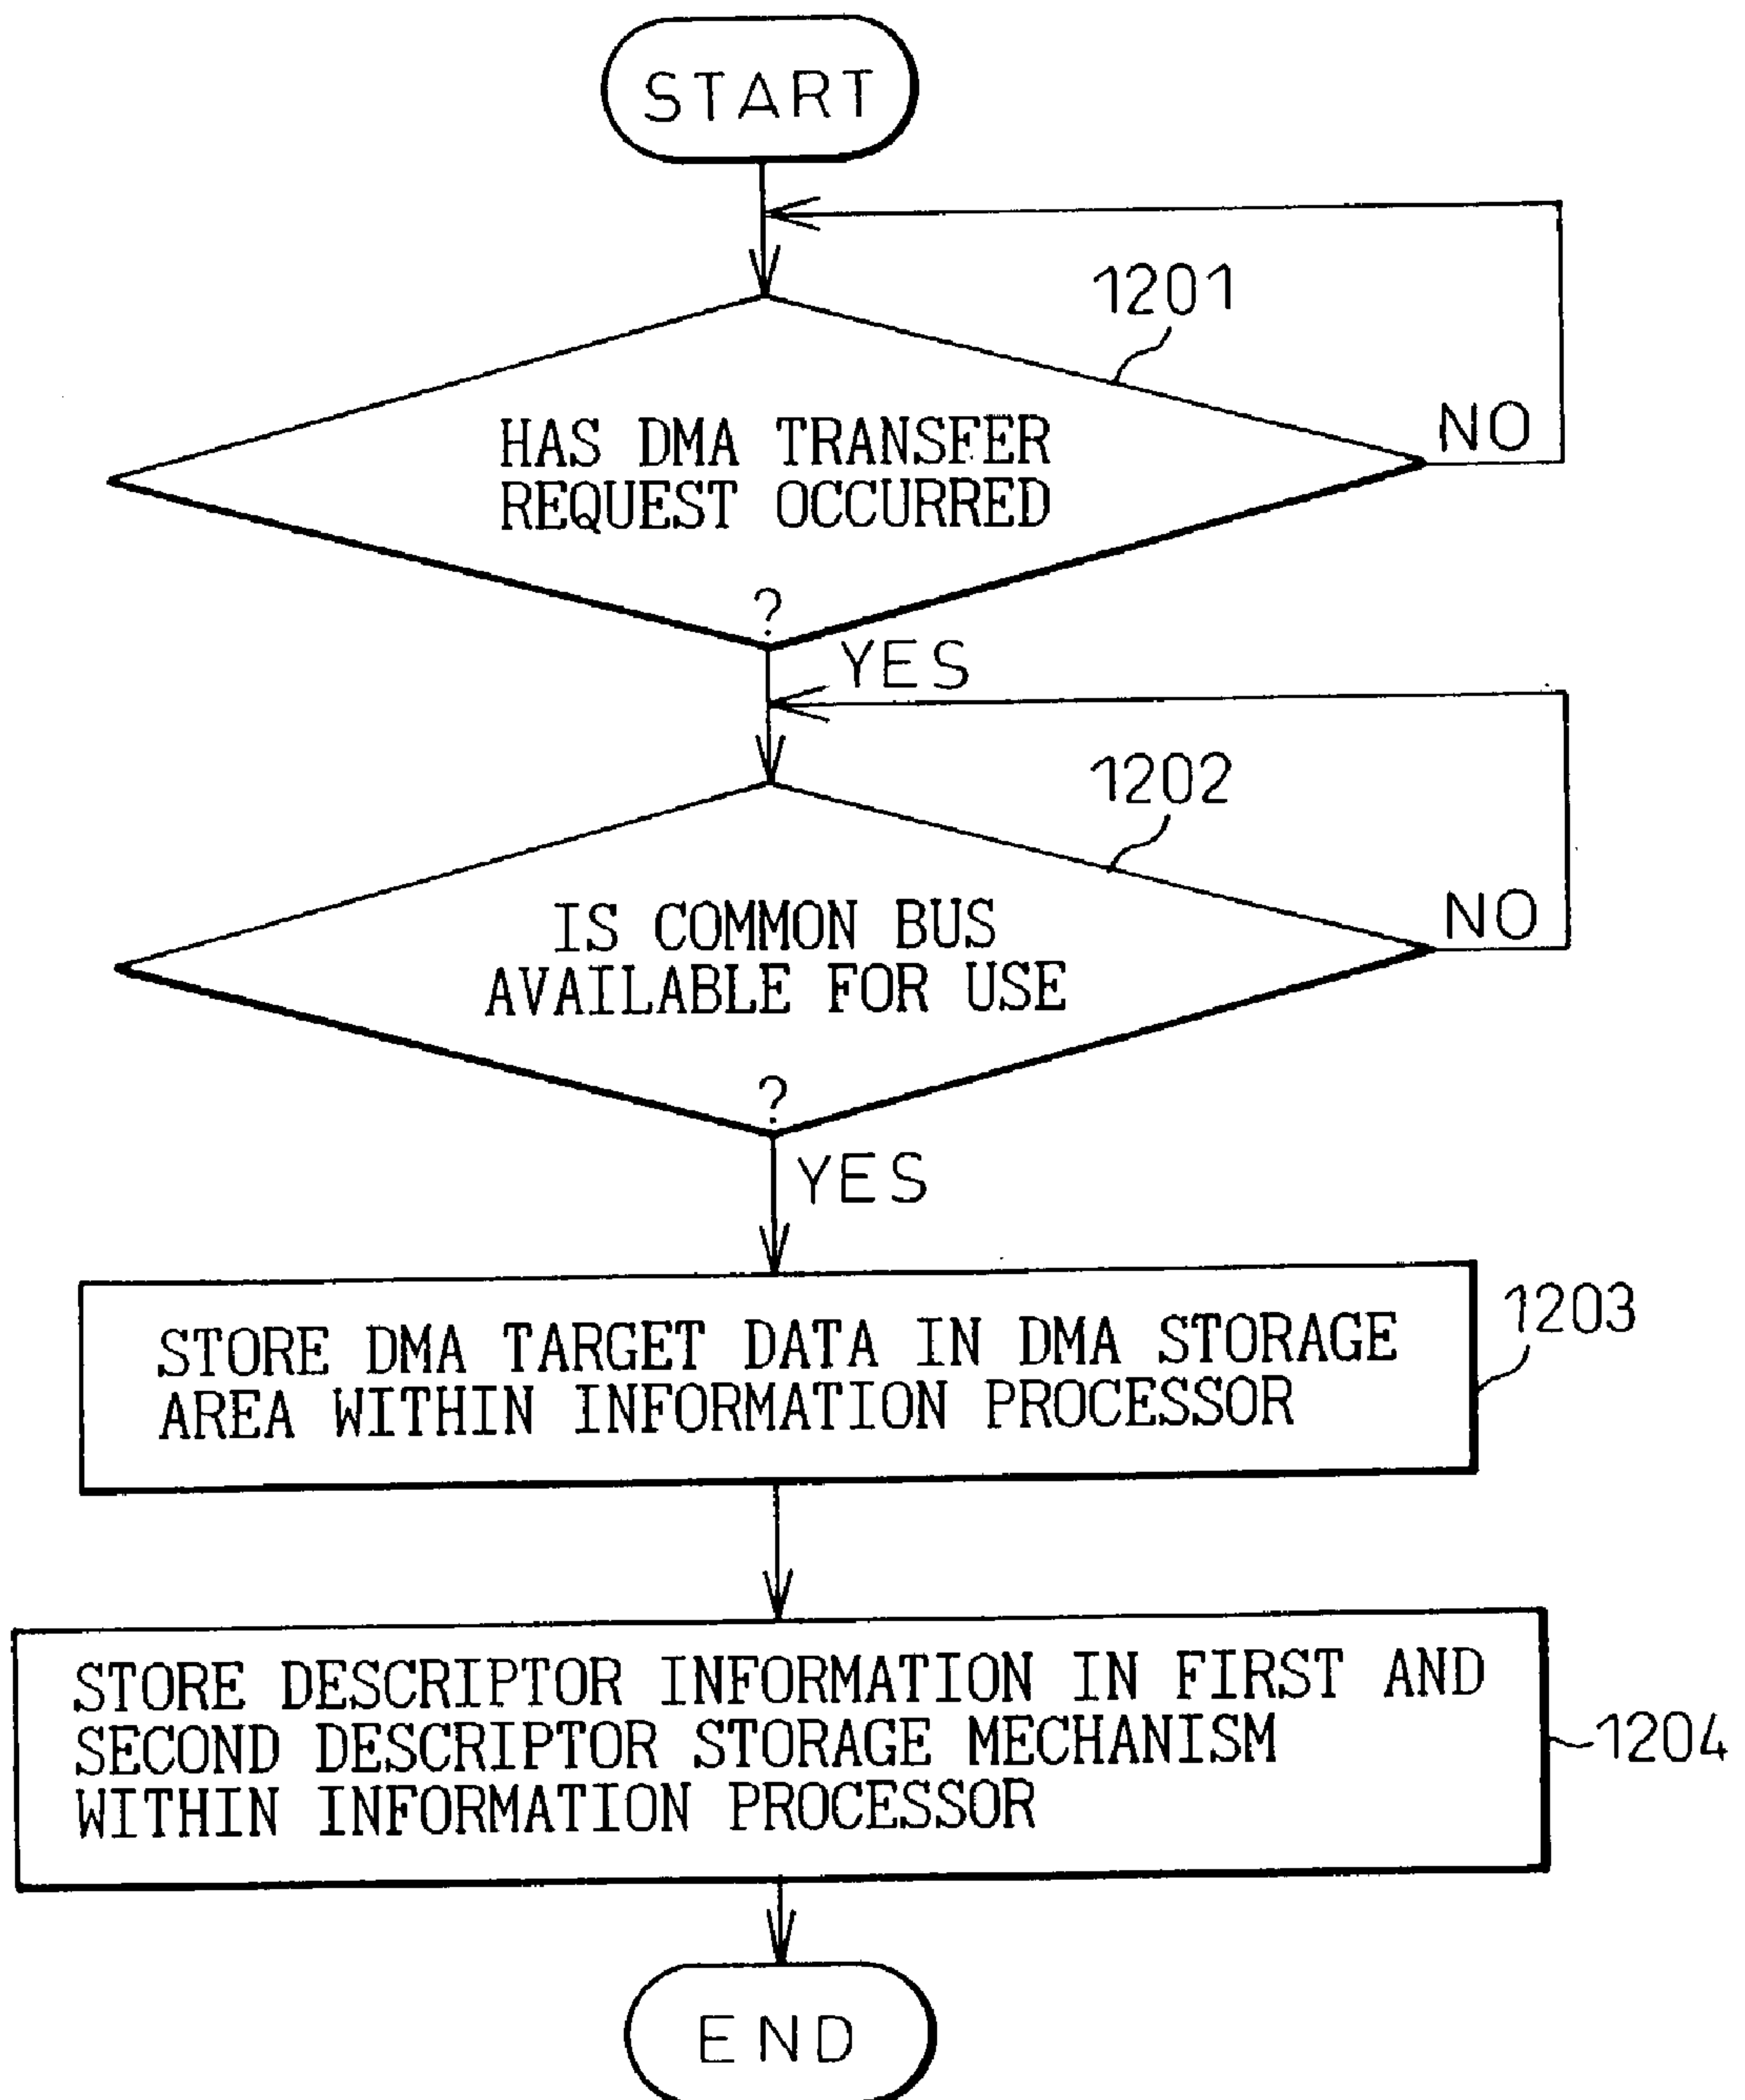 START
1201
HAS DMA TRANSFER
REQUEST OCCURRED
?
NO
YES
1202
IS COMMON BUS
AVAILABLE FOR USE
?
NO
YES
1203
STORE DMA TARGET DATA IN DMA STORAGE
AREA WITHIN INFORMATION PROCESSOR
STORE DESCRIPTOR INFORMATION IN FIRST AND
SECOND DESCRIPTOR STORAGE MECHANISM
WITHIN INFORMATION PROCESSOR
1204
END